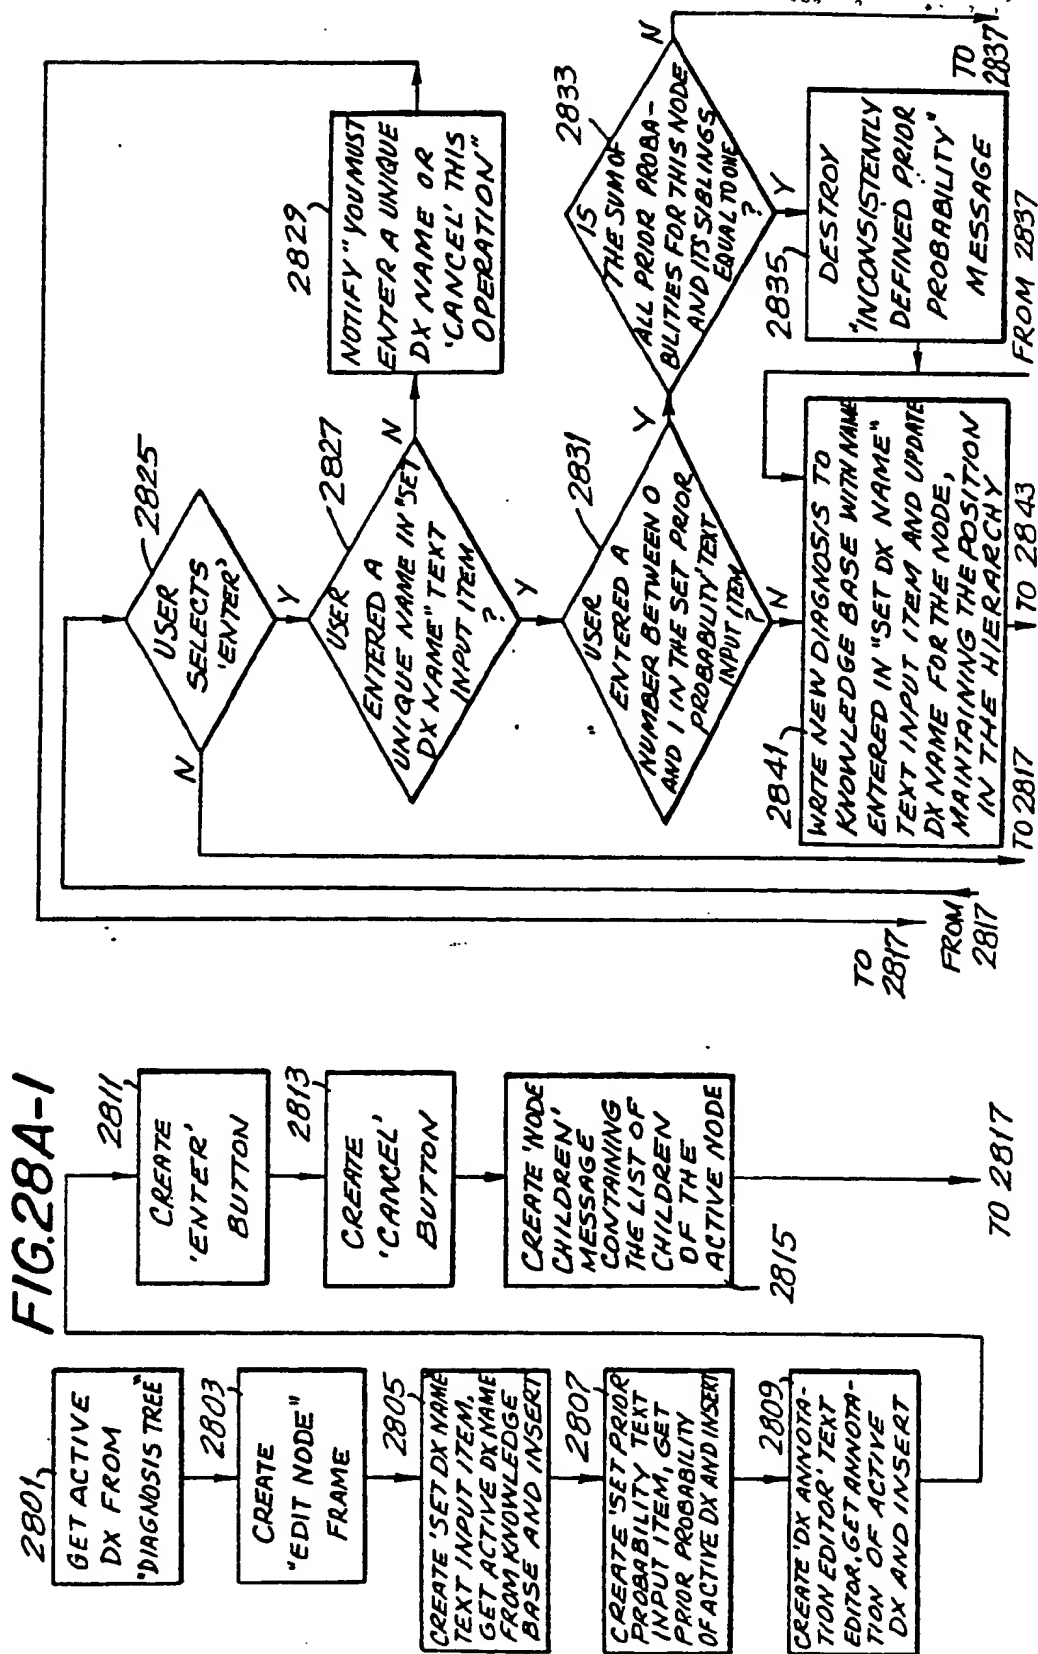 FIG.28A-1
2801
GET ACTIVE
DX FROM
"DIAGNOSIS TREE"
2803
CREATE
"EDIT NODE"
FRAME
2805
CREATE 'SET DX NAME'
TEXT INPUT ITEM,
GET ACTIVE DX NAME
FROM KNOWLEDGE
BASE AND INSERT
2807
CREATE 'SET PRIOR'
PROBABILITY TEXT
INPUT ITEM, GET
PRIOR PROBABILITY
OF ACTIVE DX AND INSERT
2809
CREATE 'DX ANNOTA-
TION EDITOR' TEXT
EDITOR, GET ANNOTA-
TION OF ACTIVE
DX AND INSERT
2811
CREATE
'ENTER'
BUTTON
2813
CREATE
'CANCEL'
BUTTON
CREATE 'NODE
CHILDREN'
MESSAGE
CONTAINING
THE LIST OF
CHILDREN
OF THE
ACTIVE NODE
2815
TO 2817
2825
USER
SELECTS
'ENTER'
N
Y
2827
USER
ENTERED A
UNIQUE NAME IN "SET
DX NAME" TEXT
INPUT ITEM
?
N
Y
2829
NOTIFY "YOU MUST
ENTER A UNIQUE
DX NAME OR
'CANCEL' THIS
OPERATION"
2831
USER
ENTERED A
NUMBER BETWEEN 0
AND 1 IN THE SET PRIOR
PROBABILITY' TEXT
INPUT ITEM
?
Y
N
2833
IS
THE SUM OF
ALL PRIOR PROBA-
BILITIES FOR THIS NODE
AND ITS SIBLINGS
EQUAL TO ONE
?
N
Y
TO
2837
2835
DESTROY
"INCONSISTENTLY
DEFINED PRIOR
PROBABILITY"
MESSAGE
FROM 2837
2841
WRITE NEW DIAGNOSIS TO
KNOWLEDGE BASE WITH NAME
ENTERED IN "SET DX NAME"
TEXT INPUT ITEM AND UPDATE
DX NAME FOR THE NODE,
MAINTAINING THE POSITION
IN THE HIERARCHY
TO 2843
TO 2817
FROM
2817
TO
2817